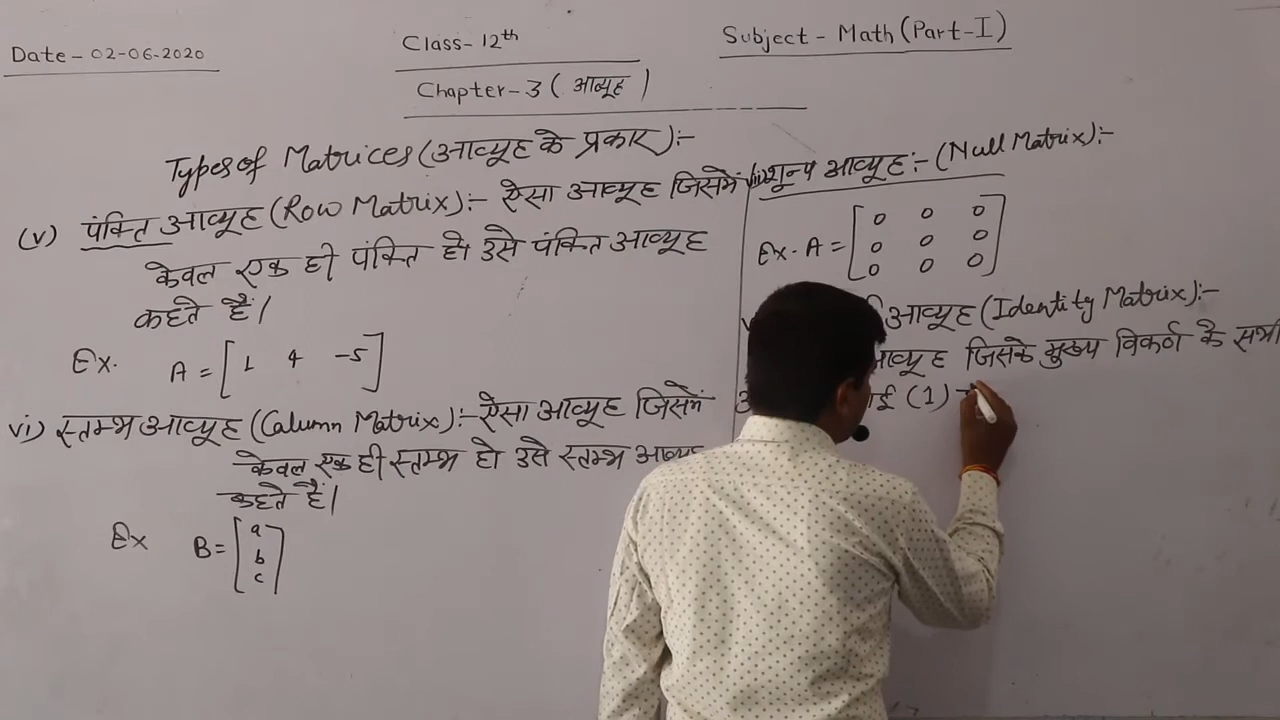 Date - 02-06-2020
Class- 12th
Subject - Math (Part-I)
Chapter-3 ( आव्यूह )
Types of Matrices (आव्यूह के प्रकार) :-
(v) पंक्ति आव्यूह (Row Matrix) :- ऐसा आव्यूह जिसमें
केवल एक ही पंक्ति हो उसे पंक्ति आव्यूह
कहते हैं।
Ex. A = [ 1 4 -5 ]
vi) स्तम्भ आव्यूह (Column Matrix) :- ऐसा आव्यूह जिसमें
केवल एक ही स्तम्भ हो उसे स्तम्भ आव्यूह
कहते हैं।
Ex B = [ a
b
c ]
शून्य आव्यूह :- (Null Matrix) :-
Ex. A = [ 0 0 0
0 0 0
0 0 0 ]
आव्यूह (Identity Matrix) :-
आव्यूह जिसके मुख्य विकर्ण के सभी
(1)